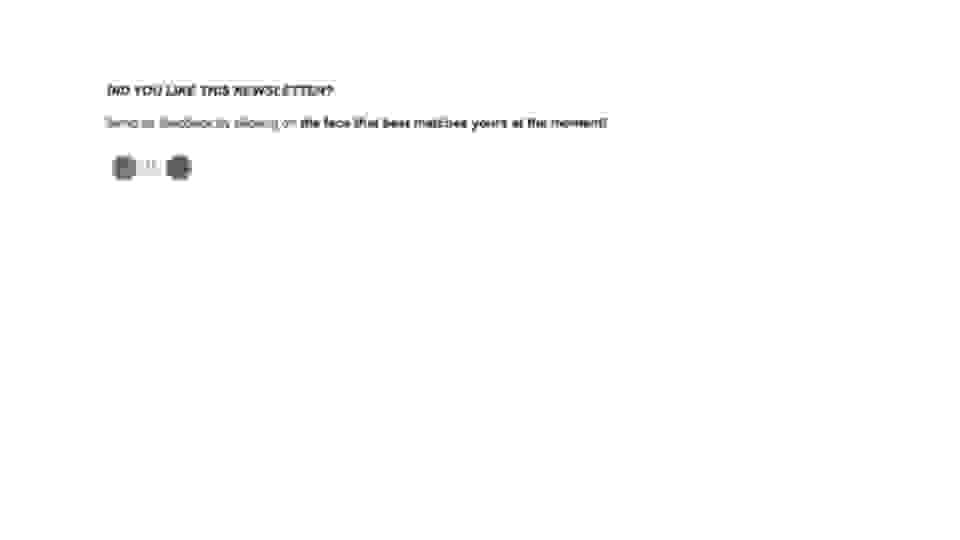 DID YOU LIKE THIS NEWSLETTER?
Send us feedback by clicking on the face that best matches yours at the moment!